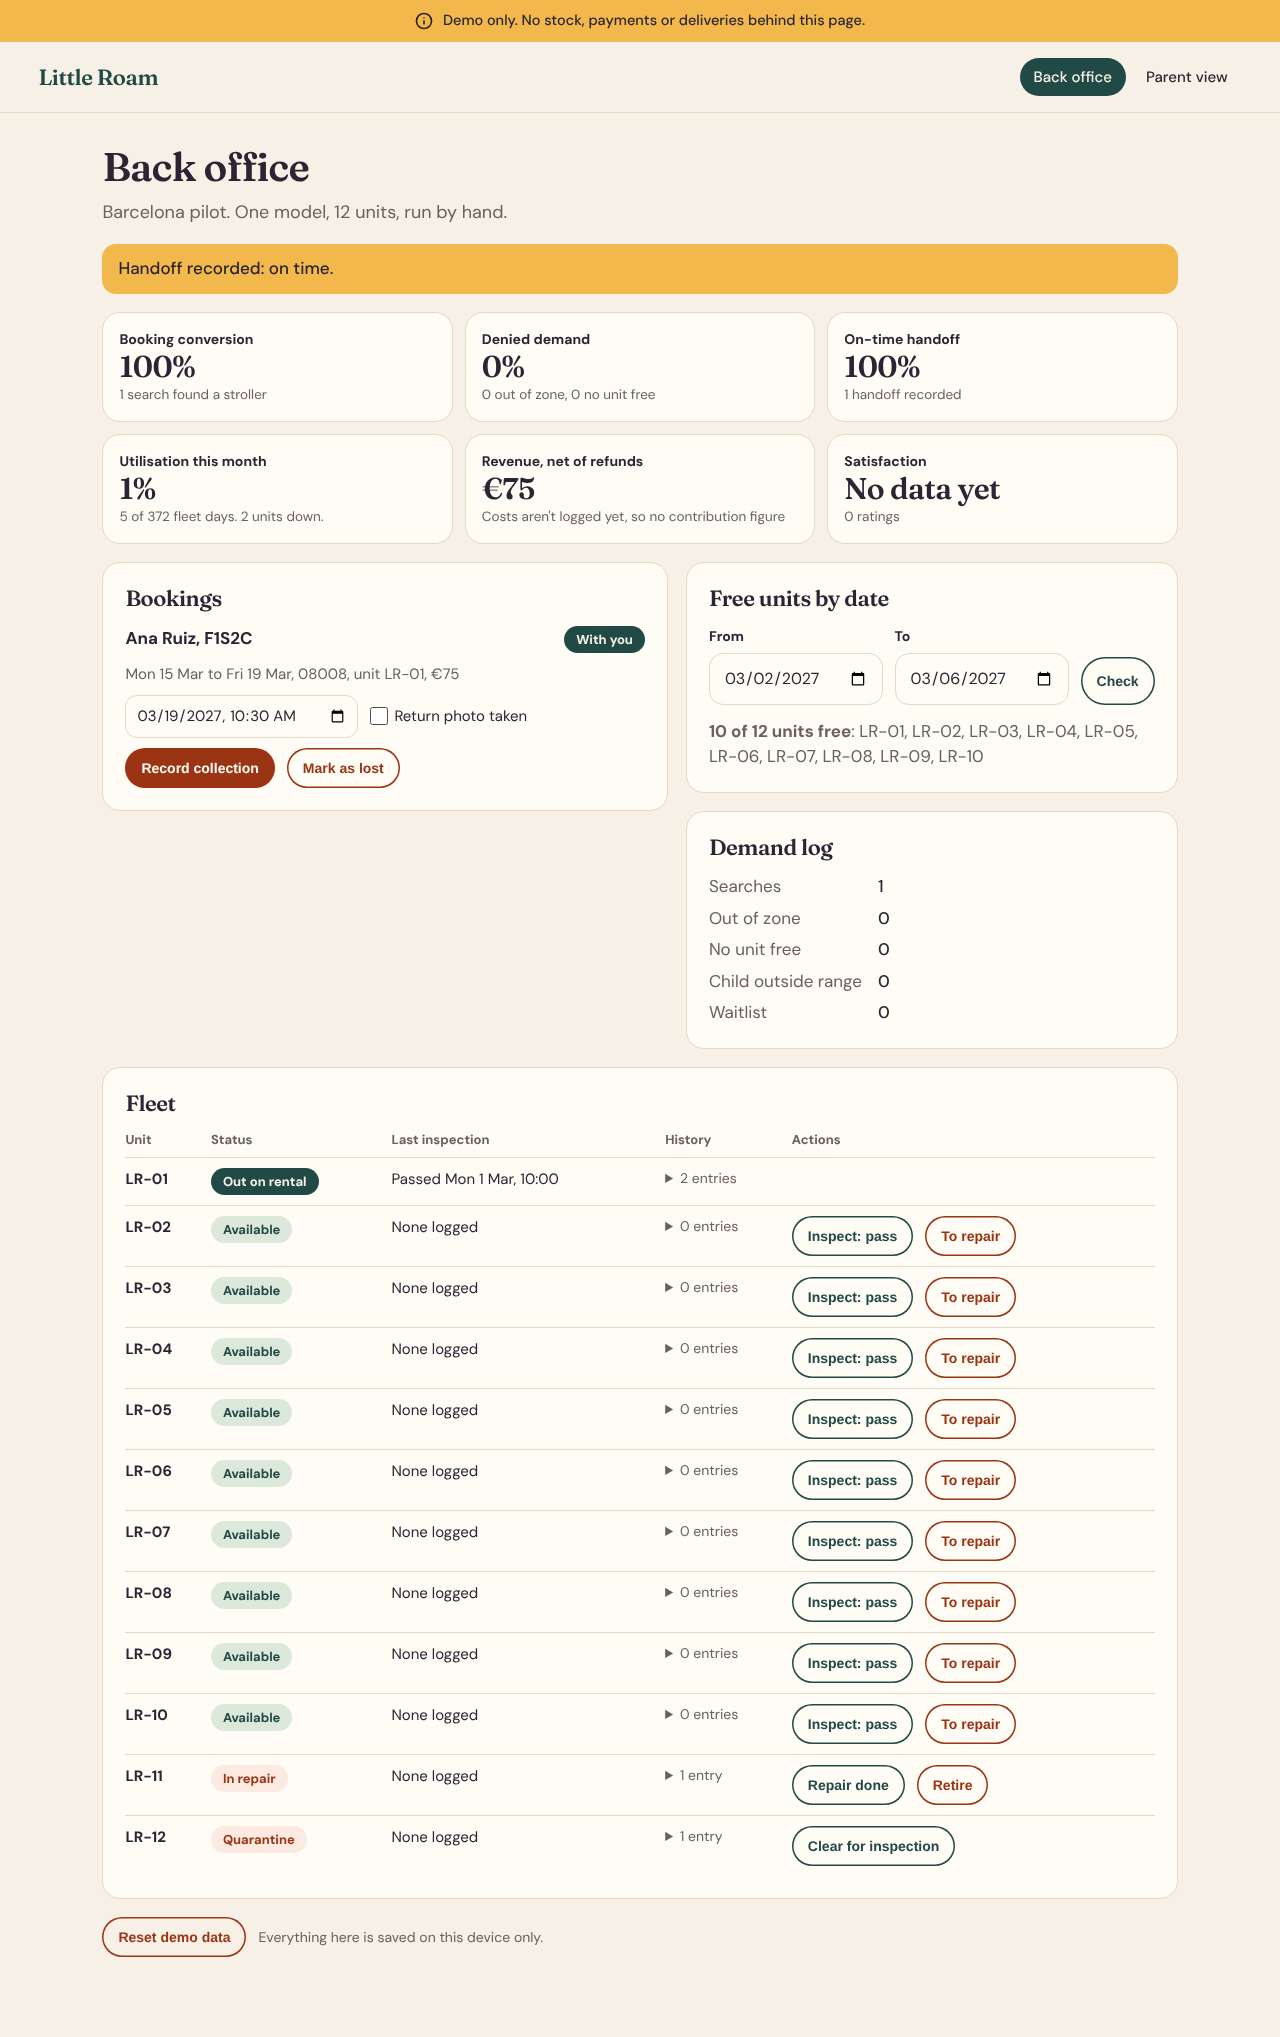 Demo only. No stock, payments or deliveries behind this page.
Little Roam
Back office
Parent view
Back office
Barcelona pilot. One model, 12 units, run by hand.
Handoff recorded: on time.
Booking conversion
100%
1 search found a stroller
Denied demand
0%
0 out of zone, 0 no unit free
On-time handoff
100%
1 handoff recorded
Utilisation this month
1%
5 of 372 fleet days. 2 units down.
Revenue, net of refunds
€75
Costs aren't logged yet, so no contribution figure
Satisfaction
No data yet
0 ratings
Bookings
Ana Ruiz, F1S2C
With you
Mon 15 Mar to Fri 19 Mar, 08008, unit LR-01, €75
03/19/2027, 10:30 AM
Return photo taken
Record collection
Mark as lost
Free units by date
From
To
03/02/2027
03/06/2027
Check
10 of 12 units free: LR-01, LR-02, LR-03, LR-04, LR-05,
LR-06, LR-07, LR-08, LR-09, LR-10
Demand log
Searches 1
Out of zone 0
No unit free 0
Child outside range 0
Waitlist 0
Fleet
Unit Status Last inspection History Actions
LR-01 Out on rental Passed Mon 1 Mar, 10:00 2 entries
LR-02 Available None logged 0 entries Inspect: pass To repair
LR-03 Available None logged 0 entries Inspect: pass To repair
LR-04 Available None logged 0 entries Inspect: pass To repair
LR-05 Available None logged 0 entries Inspect: pass To repair
LR-06 Available None logged 0 entries Inspect: pass To repair
LR-07 Available None logged 0 entries Inspect: pass To repair
LR-08 Available None logged 0 entries Inspect: pass To repair
LR-09 Available None logged 0 entries Inspect: pass To repair
LR-10 Available None logged 0 entries Inspect: pass To repair
LR-11 In repair None logged 1 entry Repair done Retire
LR-12 Quarantine None logged 1 entry Clear for inspection
Reset demo data
Everything here is saved on this device only.